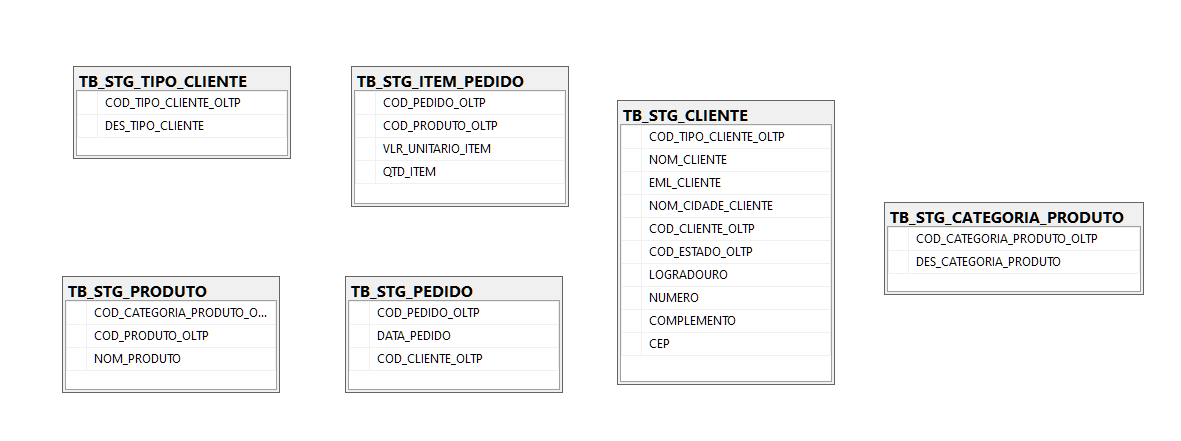 TB_STG_TIPO_CLIENTE
COD_TIPO_CLIENTE_OLTP
DES_TIPO_CLIENTE
TB_STG_ITEM_PEDIDO
COD_PEDIDO_OLTP
COD_PRODUTO_OLTP
VLR_UNITARIO_ITEM
QTD_ITEM
TB_STG_CLIENTE
COD_TIPO_CLIENTE_OLTP
NOM_CLIENTE
EML_CLIENTE
NOM_CIDADE_CLIENTE
COD_CLIENTE_OLTP
COD_ESTADO_OLTP
LOGRADOURO
NUMERO
COMPLEMENTO
CEP
TB_STG_CATEGORIA_PRODUTO
COD_CATEGORIA_PRODUTO_OLTP
DES_CATEGORIA_PRODUTO
TB_STG_PRODUTO
COD_CATEGORIA_PRODUTO_O...
COD_PRODUTO_OLTP
NOM_PRODUTO
TB_STG_PEDIDO
COD_PEDIDO_OLTP
DATA_PEDIDO
COD_CLIENTE_OLTP